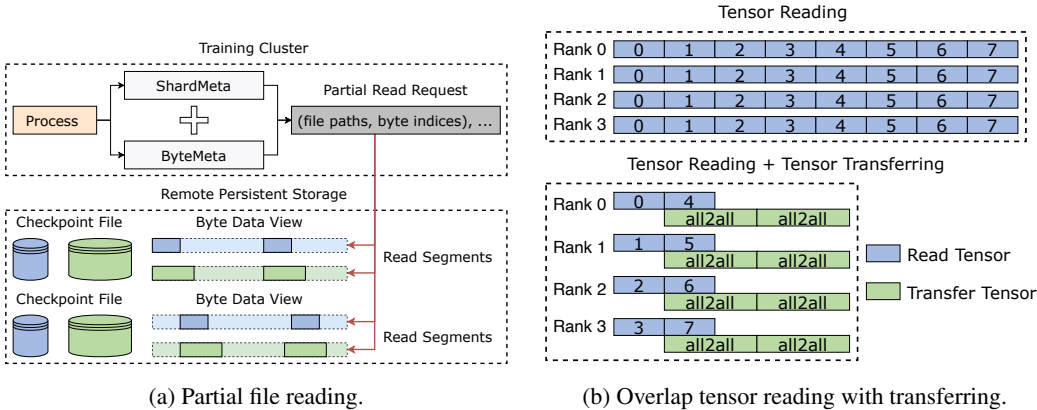 Training Cluster
Process
ShardMeta
ByteMeta
Partial Read Request
(file paths, byte indices), ...
Remote Persistent Storage
Checkpoint File
Byte Data View
Read Segments
Checkpoint File
Byte Data View
Read Segments
(a) Partial file reading.
Tensor Reading
Rank 0 0 1 2 3 4 5 6 7
Rank 1 0 1 2 3 4 5 6 7
Rank 2 0 1 2 3 4 5 6 7
Rank 3 0 1 2 3 4 5 6 7
Tensor Reading + Tensor Transferring
Rank 0 0 4
all2all all2all
Rank 1 1 5
all2all all2all
Rank 2 2 6
all2all all2all
Rank 3 3 7
all2all all2all
Read Tensor
Transfer Tensor
(b) Overlap tensor reading with transferring.